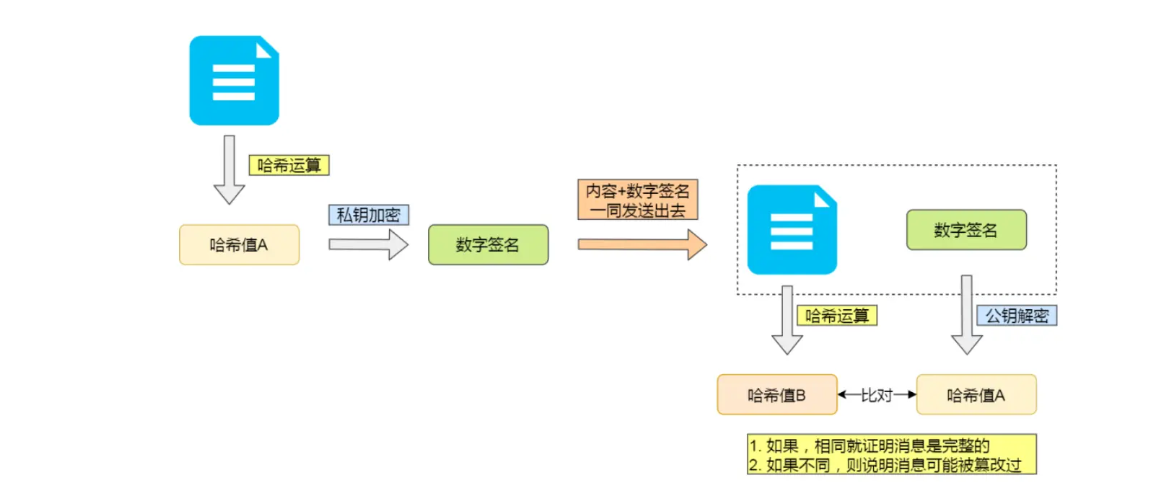 哈希运算
哈希值A
私钥加密
数字签名
内容+数字签名
一同发送出去
数字签名
哈希运算
公钥解密
哈希值B
比对
哈希值A
1. 如果，相同就证明消息是完整的
2. 如果不同，则说明消息可能被篡改过